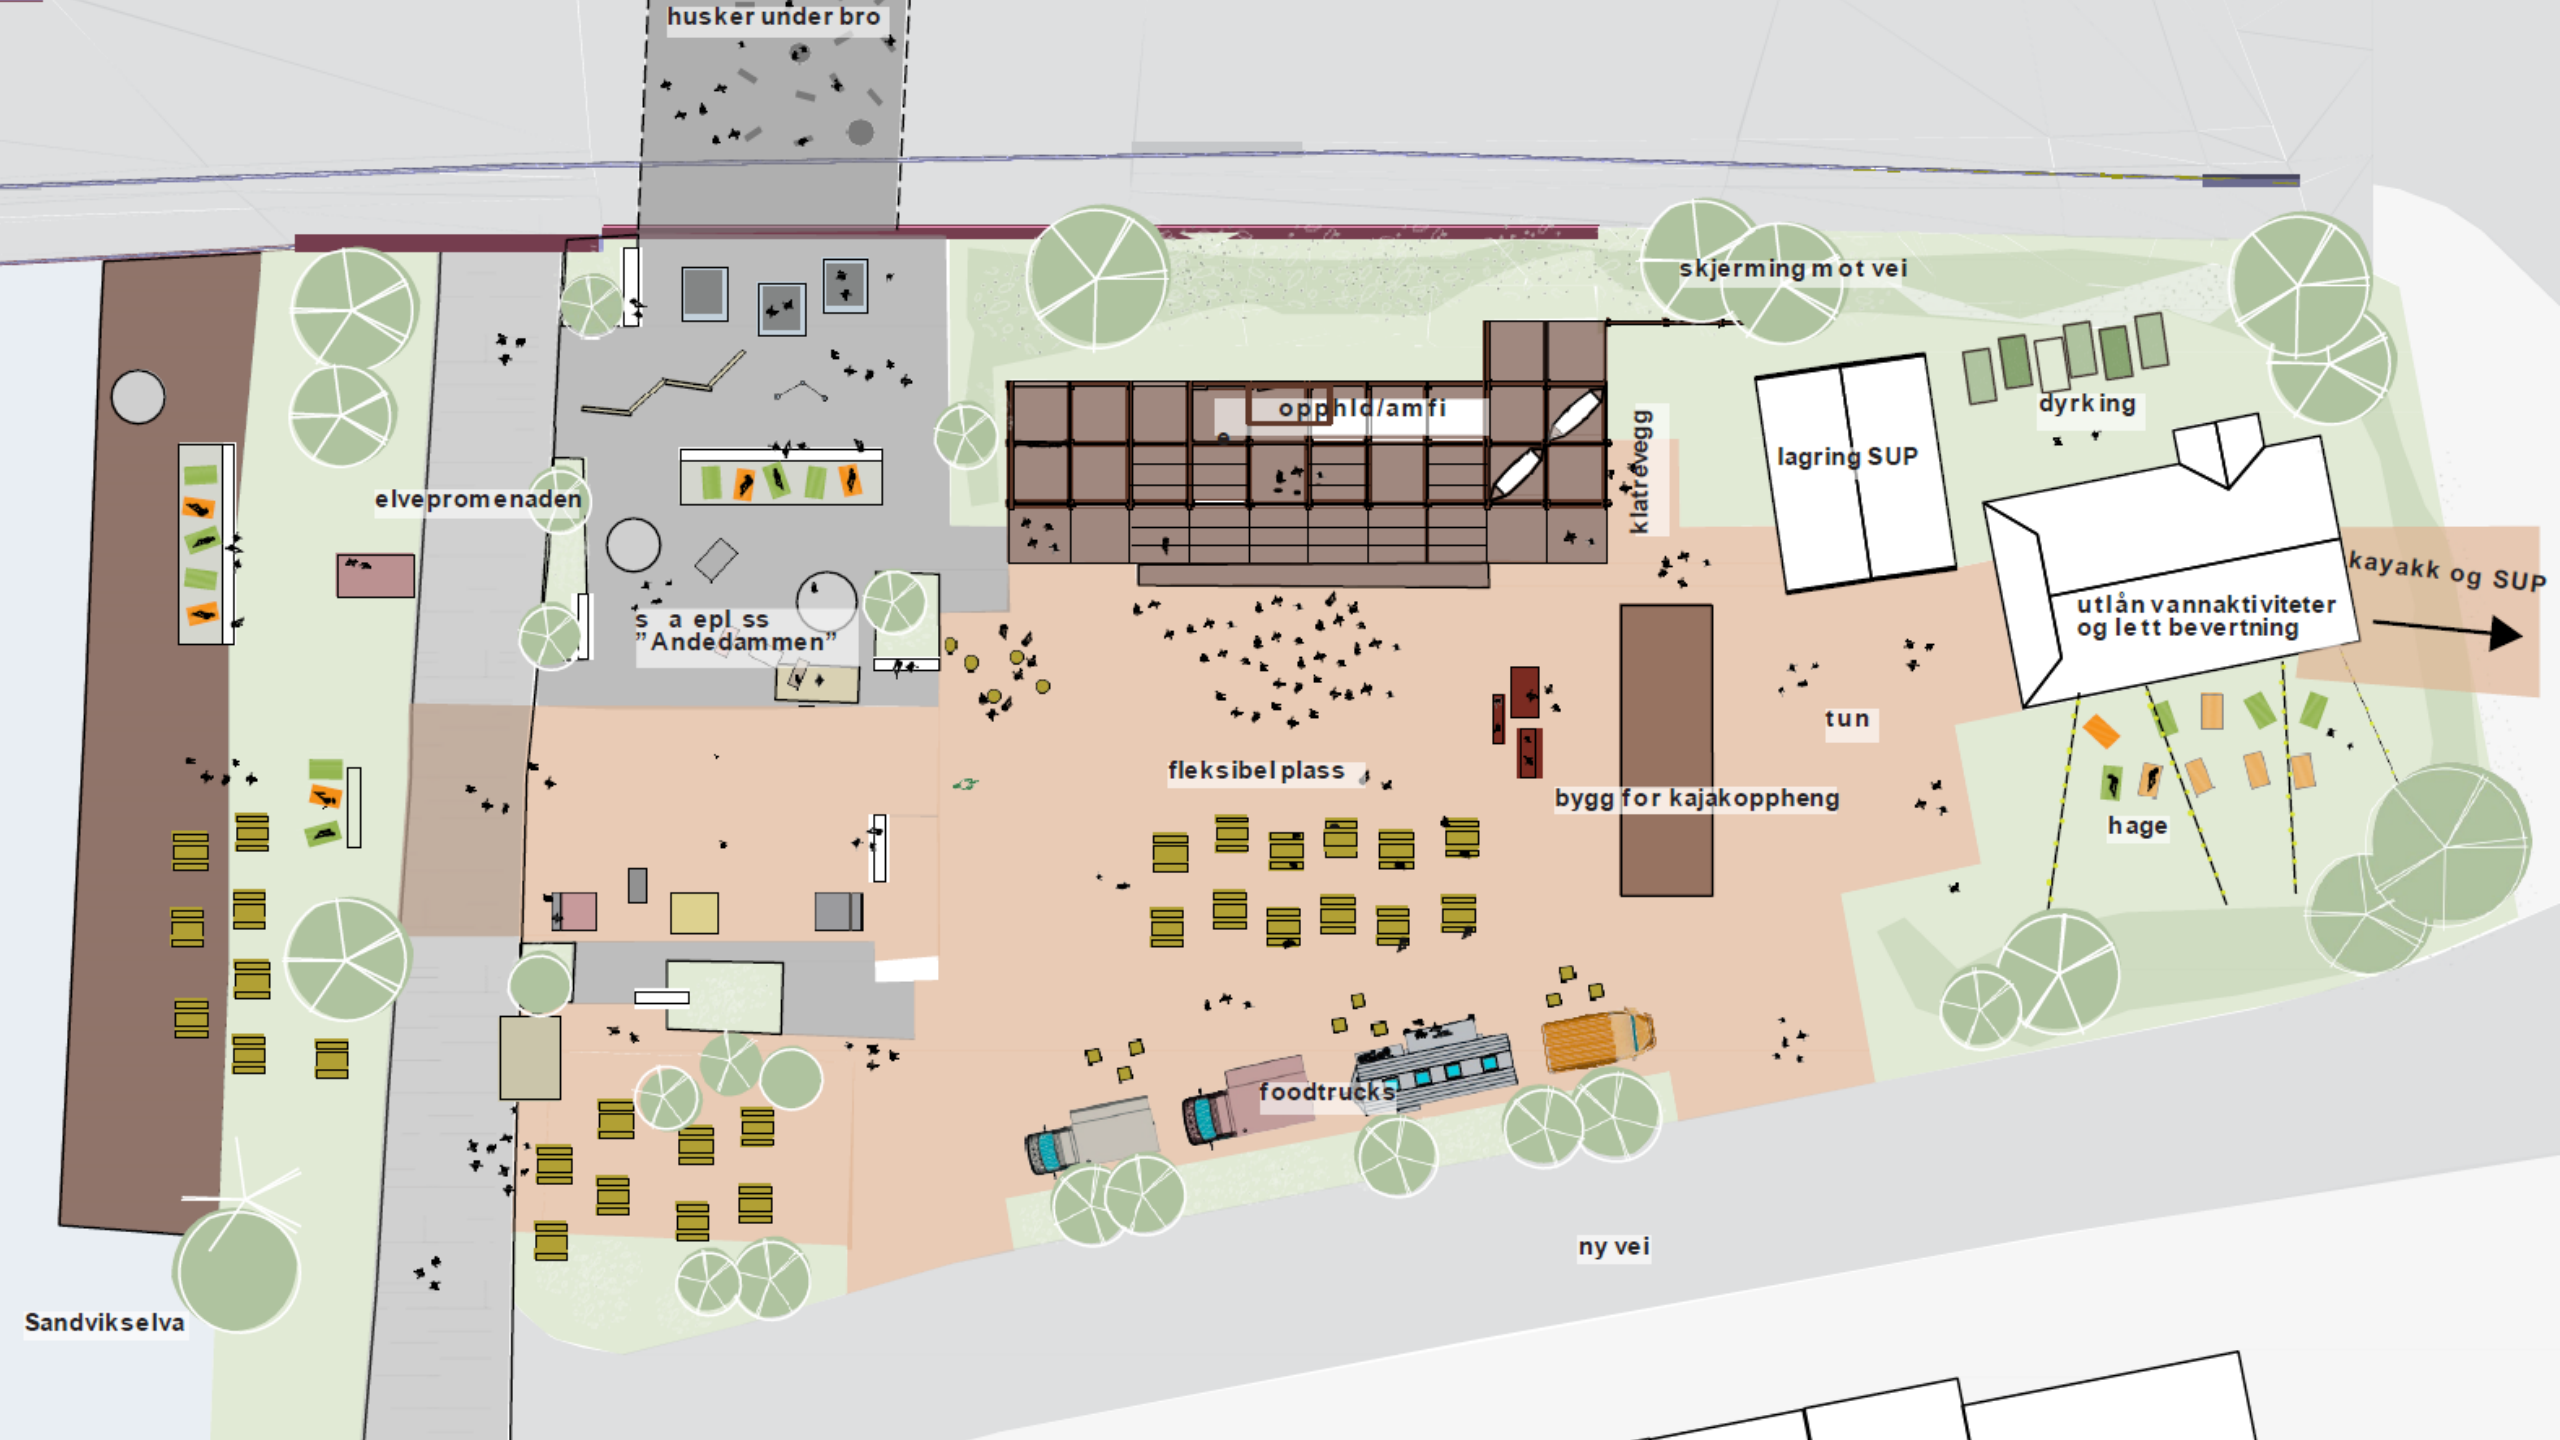 husker under bro
skjerming mot vei
opphld/amfi
klatrevegg
lagring SUP
dyrking
elvepromenaden
kayakk og SUP
utlån vannaktiviteter
og lett bevertning
"Andedammen"
tun
fleksibel plass
bygg for kajakoppheng
hage
foodtrucks
ny vei
Sandvikselva